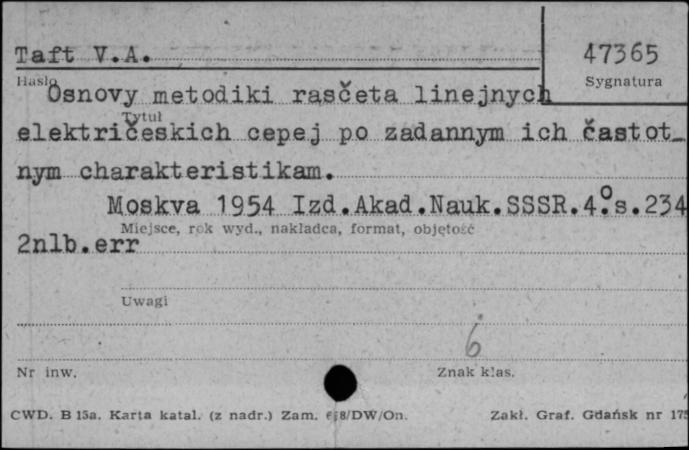 Taft V.A.
47365
Hasło
Sygnatura
Osnovy metodiki rasčeta linejnych
Tytuł
električeskich cepej po zadannym ich častot_
nym charakteristikam.
Moskva 1954 Izd.Akad.Nauk.SSSR.4°.s.234
Miejsce, rok wyd., nakładca, format, objętość
2nlb.err
Uwagi
6
Nr inw.
Znak klas.
CWD. B 15a. Karta katal. (z nadr.) Zam. /DW/On.
Zakł. Graf. Gdańsk nr 175